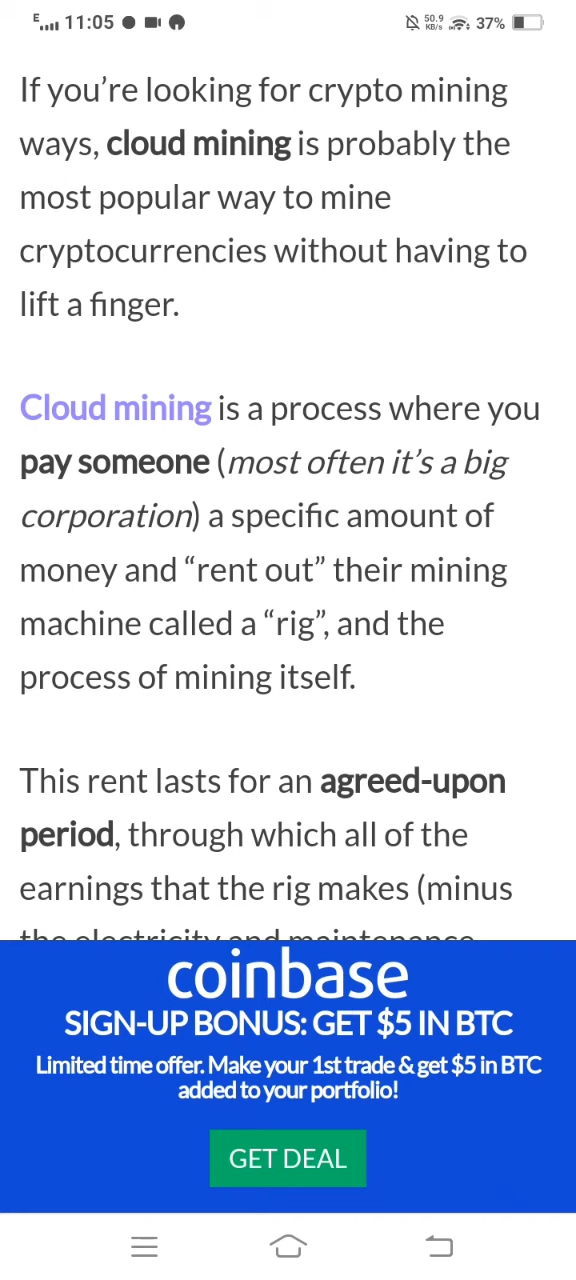 E 11:05 50.9 KB/s 37%
If you’re looking for crypto mining
ways, cloud mining is probably the
most popular way to mine
cryptocurrencies without having to
lift a finger.
Cloud mining is a process where you
pay someone (most often it’s a big
corporation) a specific amount of
money and “rent out” their mining
machine called a “rig”, and the
process of mining itself.
This rent lasts for an agreed-upon
period, through which all of the
earnings that the rig makes (minus
the electricity and maintenance
coinbase
SIGN-UP BONUS: GET $5 IN BTC
Limited time offer. Make your 1st trade & get $5 in BTC
added to your portfolio!
GET DEAL